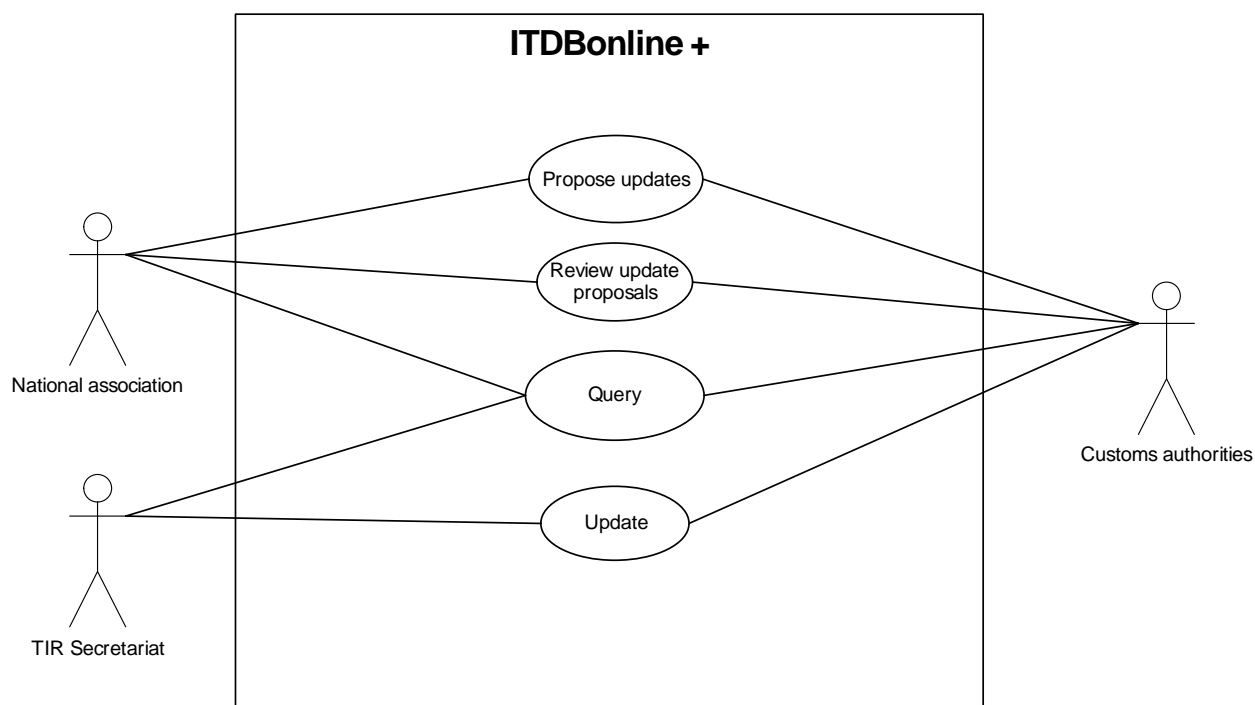 ITDBonline +
Propose updates
Review update
proposals
National association
Query
Customs authorities
Update
TIR Secretariat